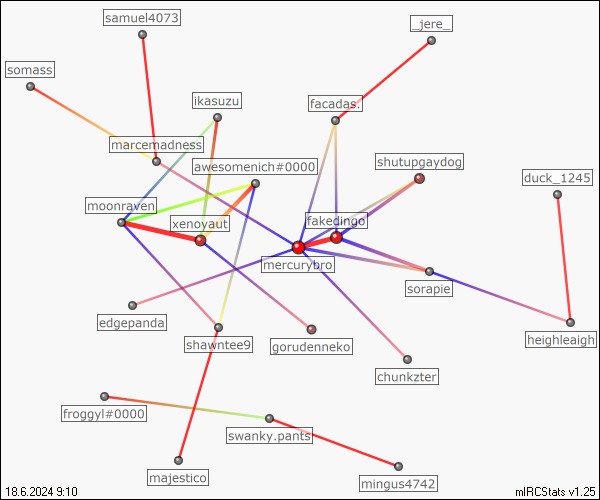 samuel4073
_jere_
somass
ikasuzu
facadas.
marcemadness
shutupgaydog
awesomenich#0000
duck_1245
moonraven
xenoyaut
fakedingo
mercurybro
sorapie
edgepanda
heighleaigh
shawntee9
gorudenneko
chunkzter
froggyl#0000
swanky.pants
majestico
mingus4742
18.6.2024 9:10
mIRCStats v1.25